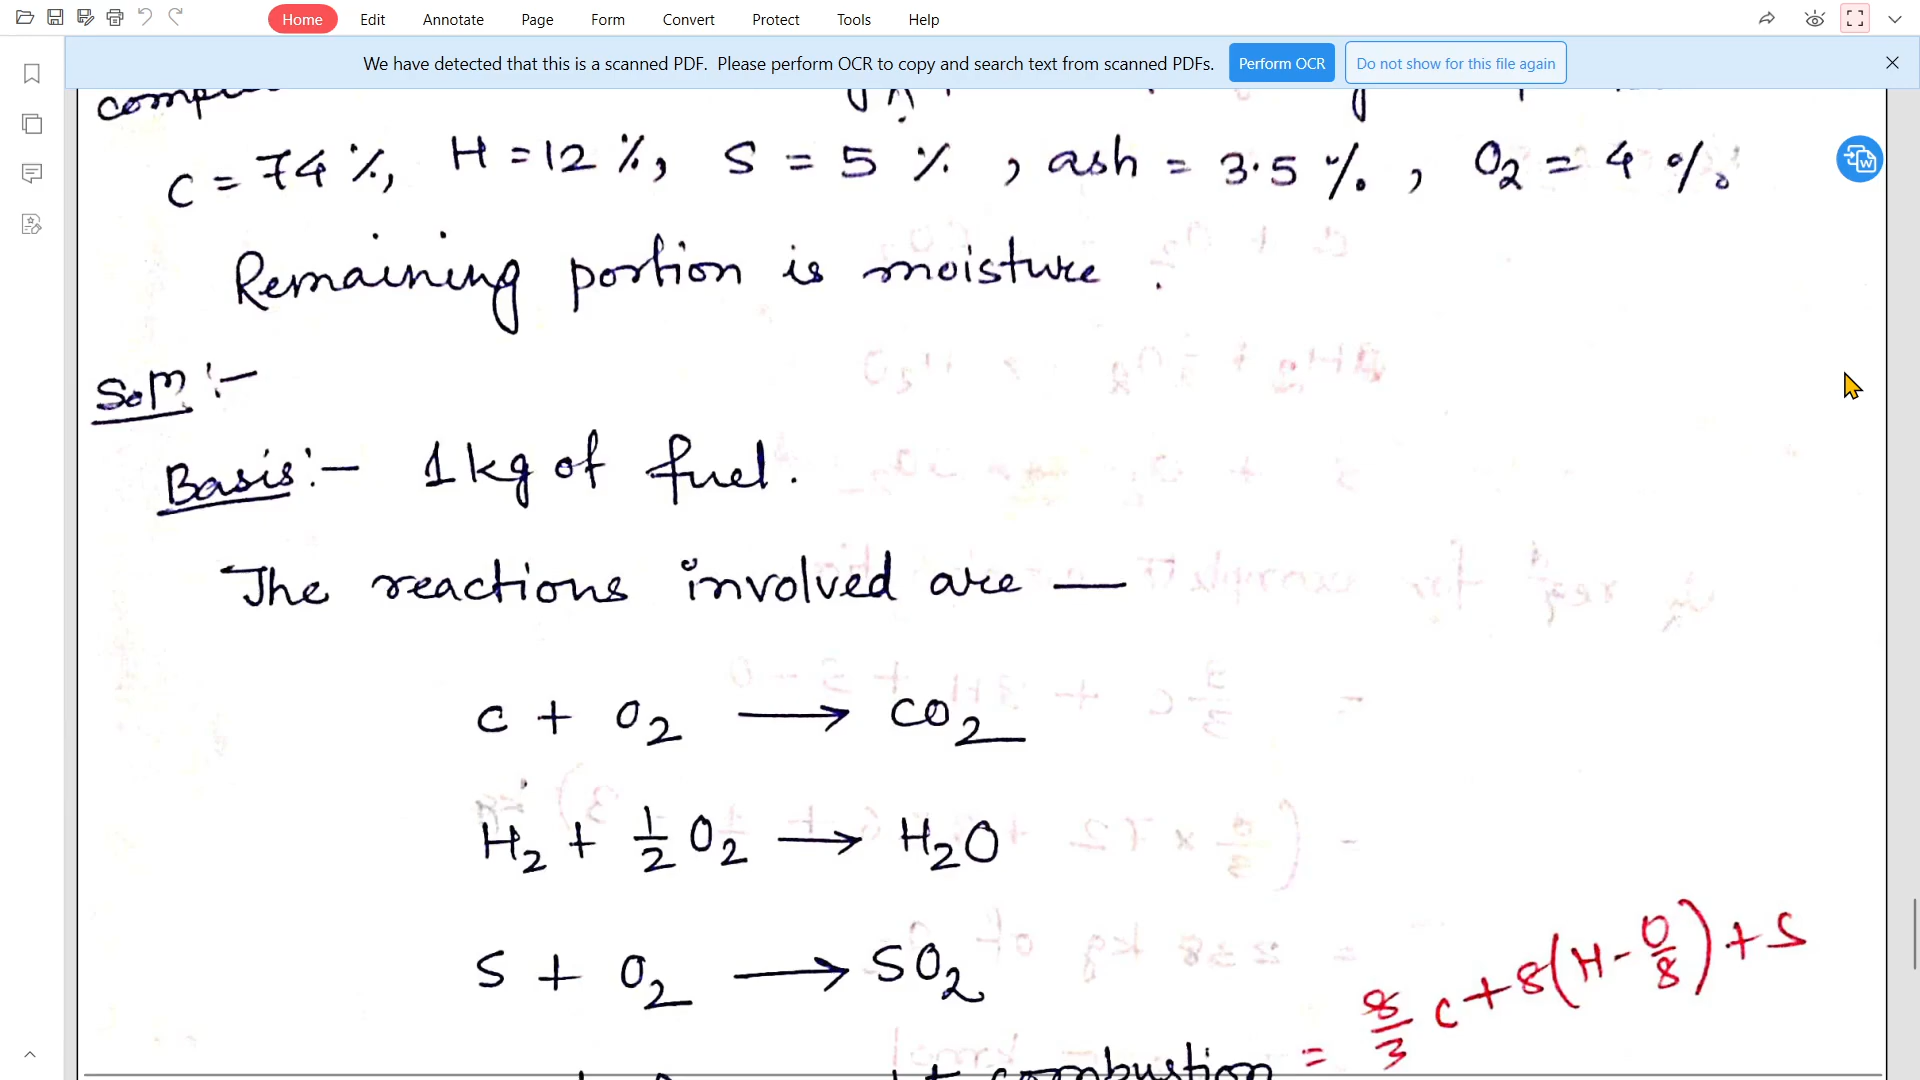 Home Edit Annotate Page Form Convert Protect Tools Help
We have detected that this is a scanned PDF. Please perform OCR to copy and search text from scanned PDFs. Perform OCR Do not show for this file again
C = 74 %, H = 12 %, S = 5 %, ash = 3.5 %, O2 = 4 %.
Remaining portion is moisture.
Soln :-
Basis :- 1 kg of fuel.
The reactions involved are —
C + O2 → CO2
H2 + 1/2 O2 → H2O
S + O2 → SO2
= 8/3 C + 8(H - O/8) + S
combustion